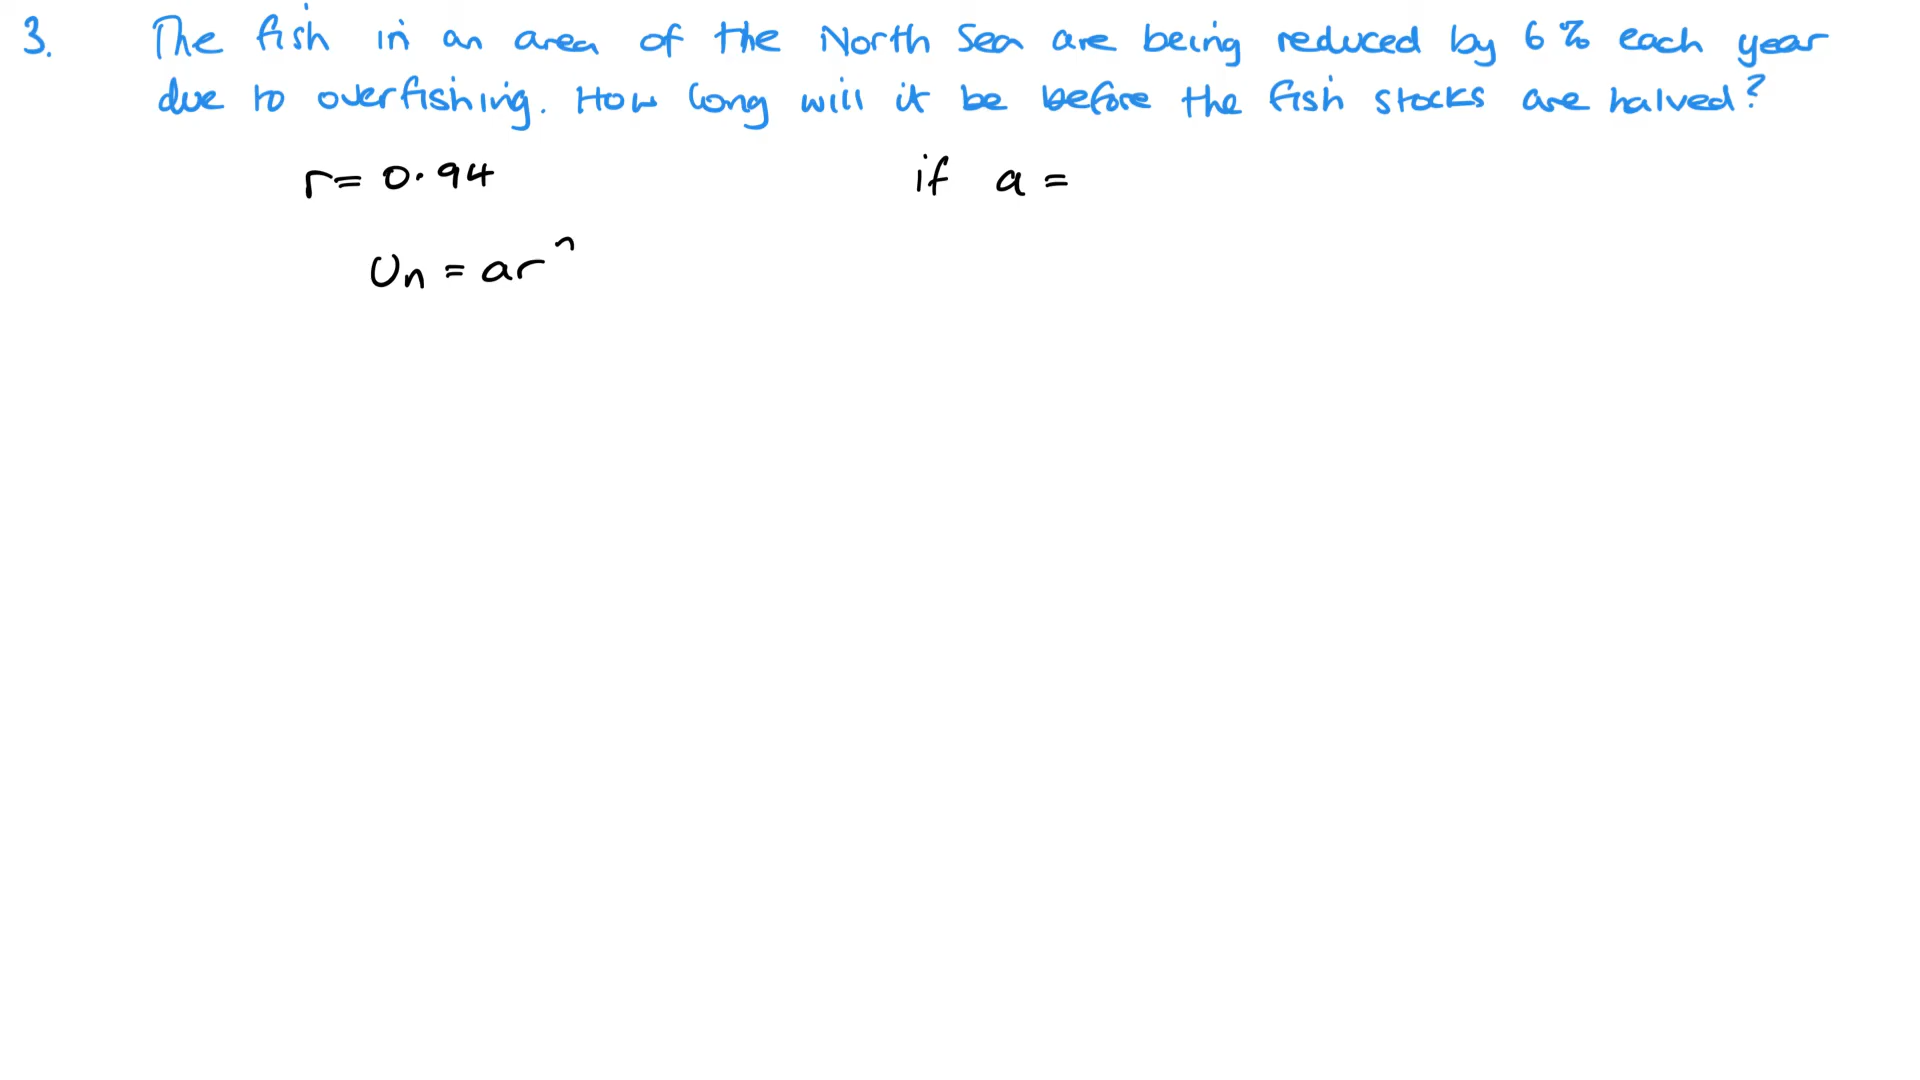 3. The fish in an area of the North Sea are being reduced by 6% each year
due to overfishing. How long will it be before the fish stocks are halved?
r = 0.94 if a =
Un = ar^n